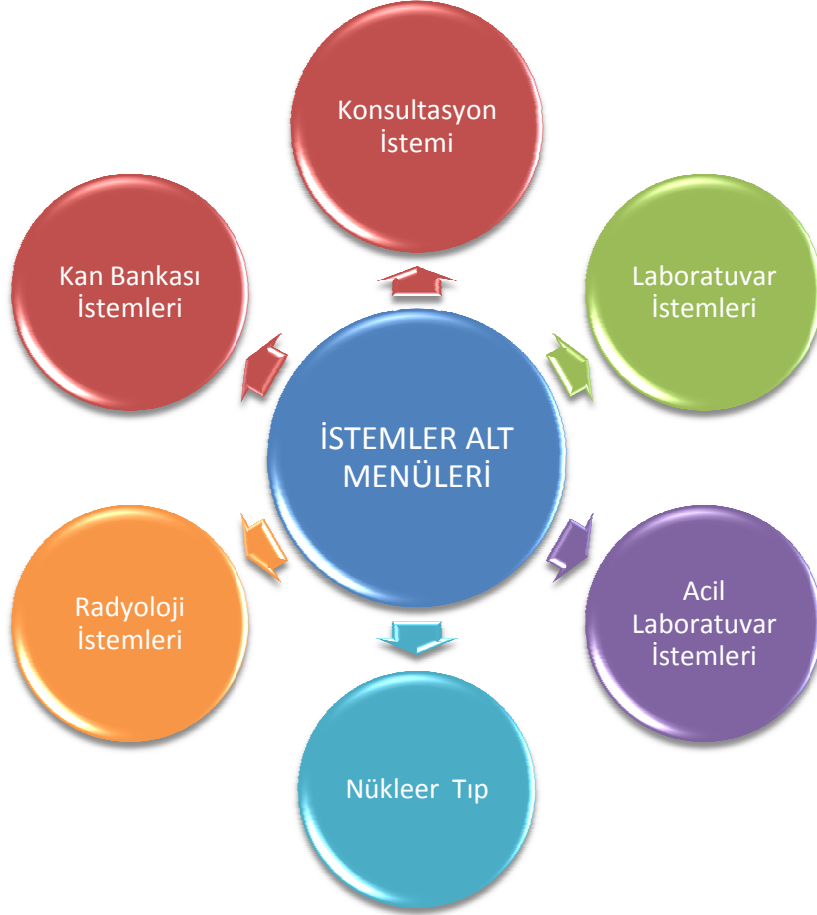 Konsultasyon
İstemi
Kan Bankası
İstemleri
Laboratuvar
İstemleri
İSTEMLER ALT
MENÜLERİ
Radyoloji
İstemleri
Acil
Laboratuvar
İstemleri
Nükleer Tıp